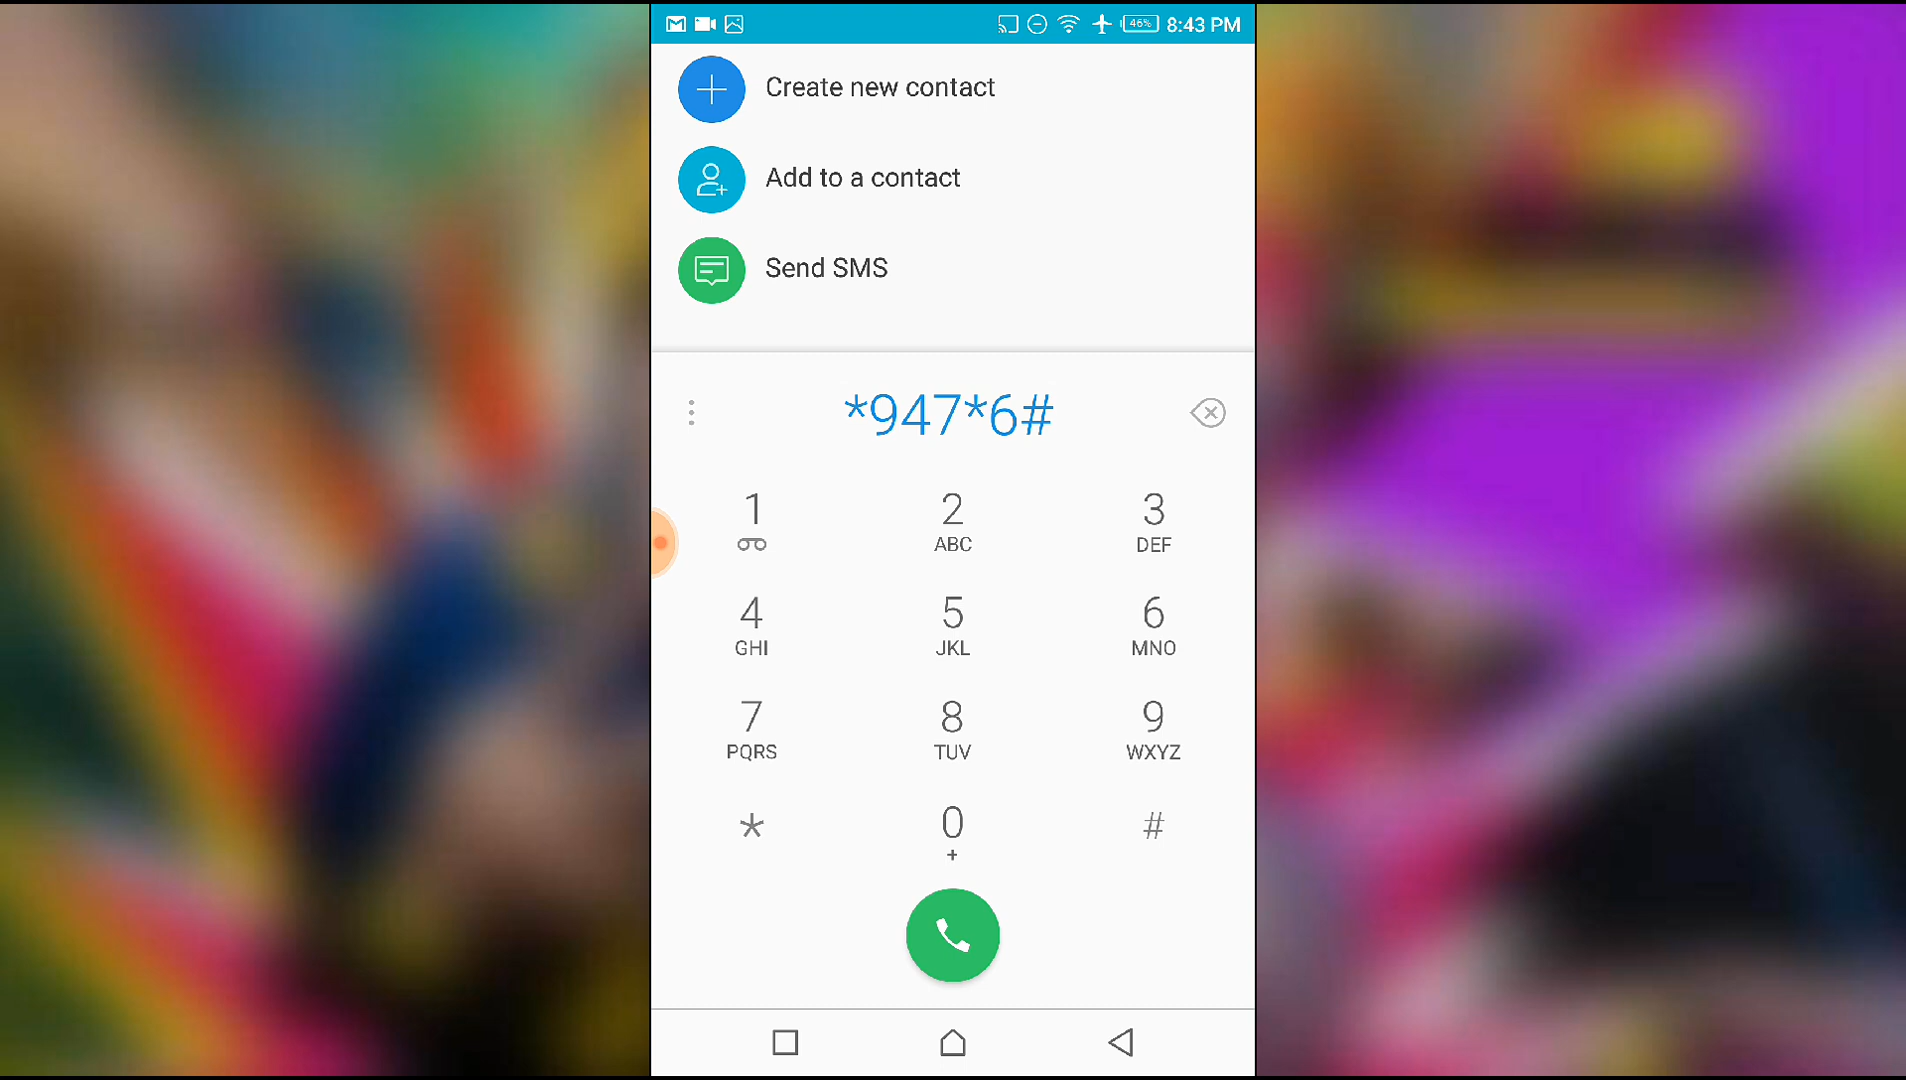 46% 8:43 PM
Create new contact
Add to a contact
Send SMS
*947*6#
1 2 3
ABC DEF
4 5 6
GHI JKL MNO
7 8 9
PQRS TUV WXYZ
* 0 #
+